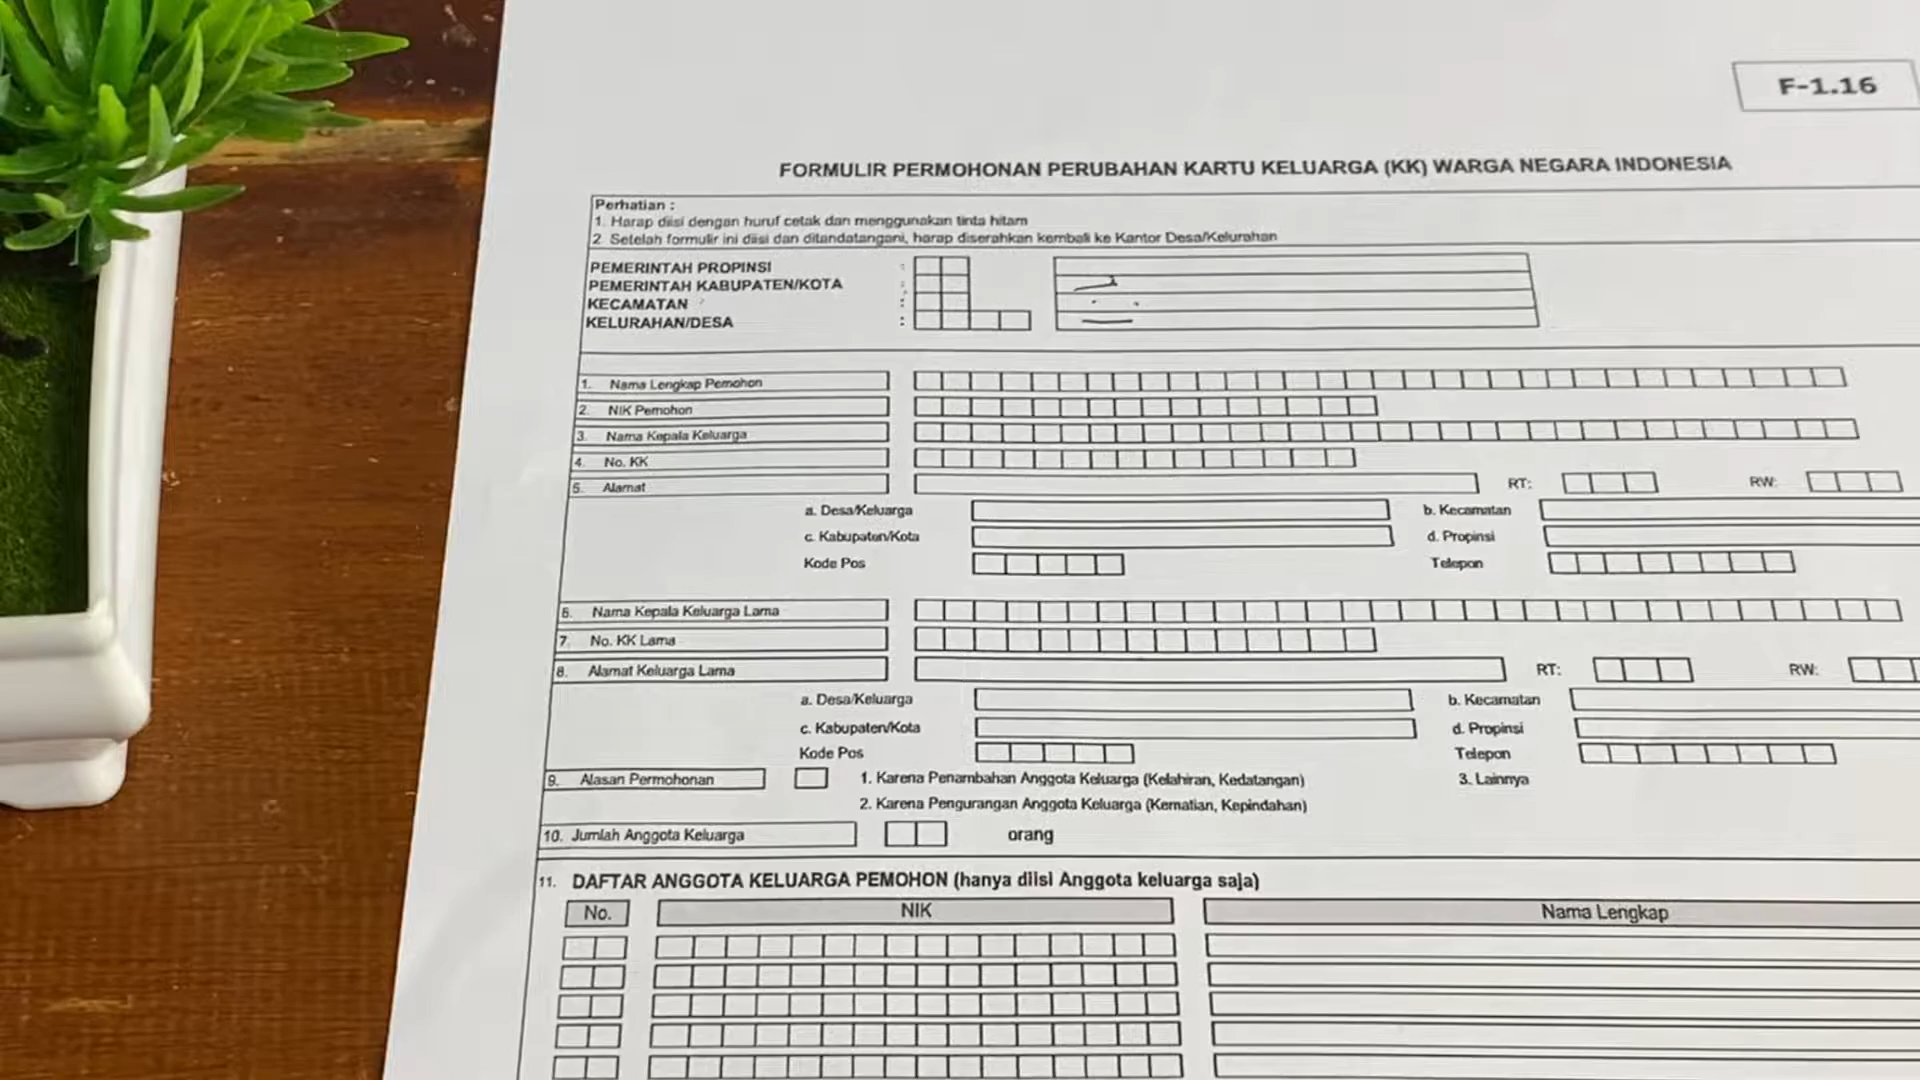 F-1.16
FORMULIR PERMOHONAN PERUBAHAN KARTU KELUARGA (KK) WARGA NEGARA INDONESIA
Perhatian :
1. Harap diisi dengan huruf cetak dan menggunakan tinta hitam
2. Setelah formulir ini diisi dan ditandatangani, harap diserahkan kembali ke Kantor Desa/Kelurahan
PEMERINTAH PROPINSI :
PEMERINTAH KABUPATEN/KOTA :
KECAMATAN :
KELURAHAN/DESA :
1. Nama Lengkap Pemohon
2. NIK Pemohon
3. Nama Kepala Keluarga
4. No. KK
5. Alamat RT: RW:
a. Desa/Keluarga b. Kecamatan
c. Kabupaten/Kota d. Propinsi
Kode Pos Telepon
6. Nama Kepala Keluarga Lama
7. No. KK Lama
8. Alamat Keluarga Lama RT: RW:
a. Desa/Keluarga b. Kecamatan
c. Kabupaten/Kota d. Propinsi
Kode Pos Telepon
9. Alasan Permohonan 1. Karena Penambahan Anggota Keluarga (Kelahiran, Kedatangan) 3. Lainnya
2. Karena Pengurangan Anggota Keluarga (Kematian, Kepindahan)
10. Jumlah Anggota Keluarga orang
11. DAFTAR ANGGOTA KELUARGA PEMOHON (hanya diisi Anggota keluarga saja)
No. NIK Nama Lengkap